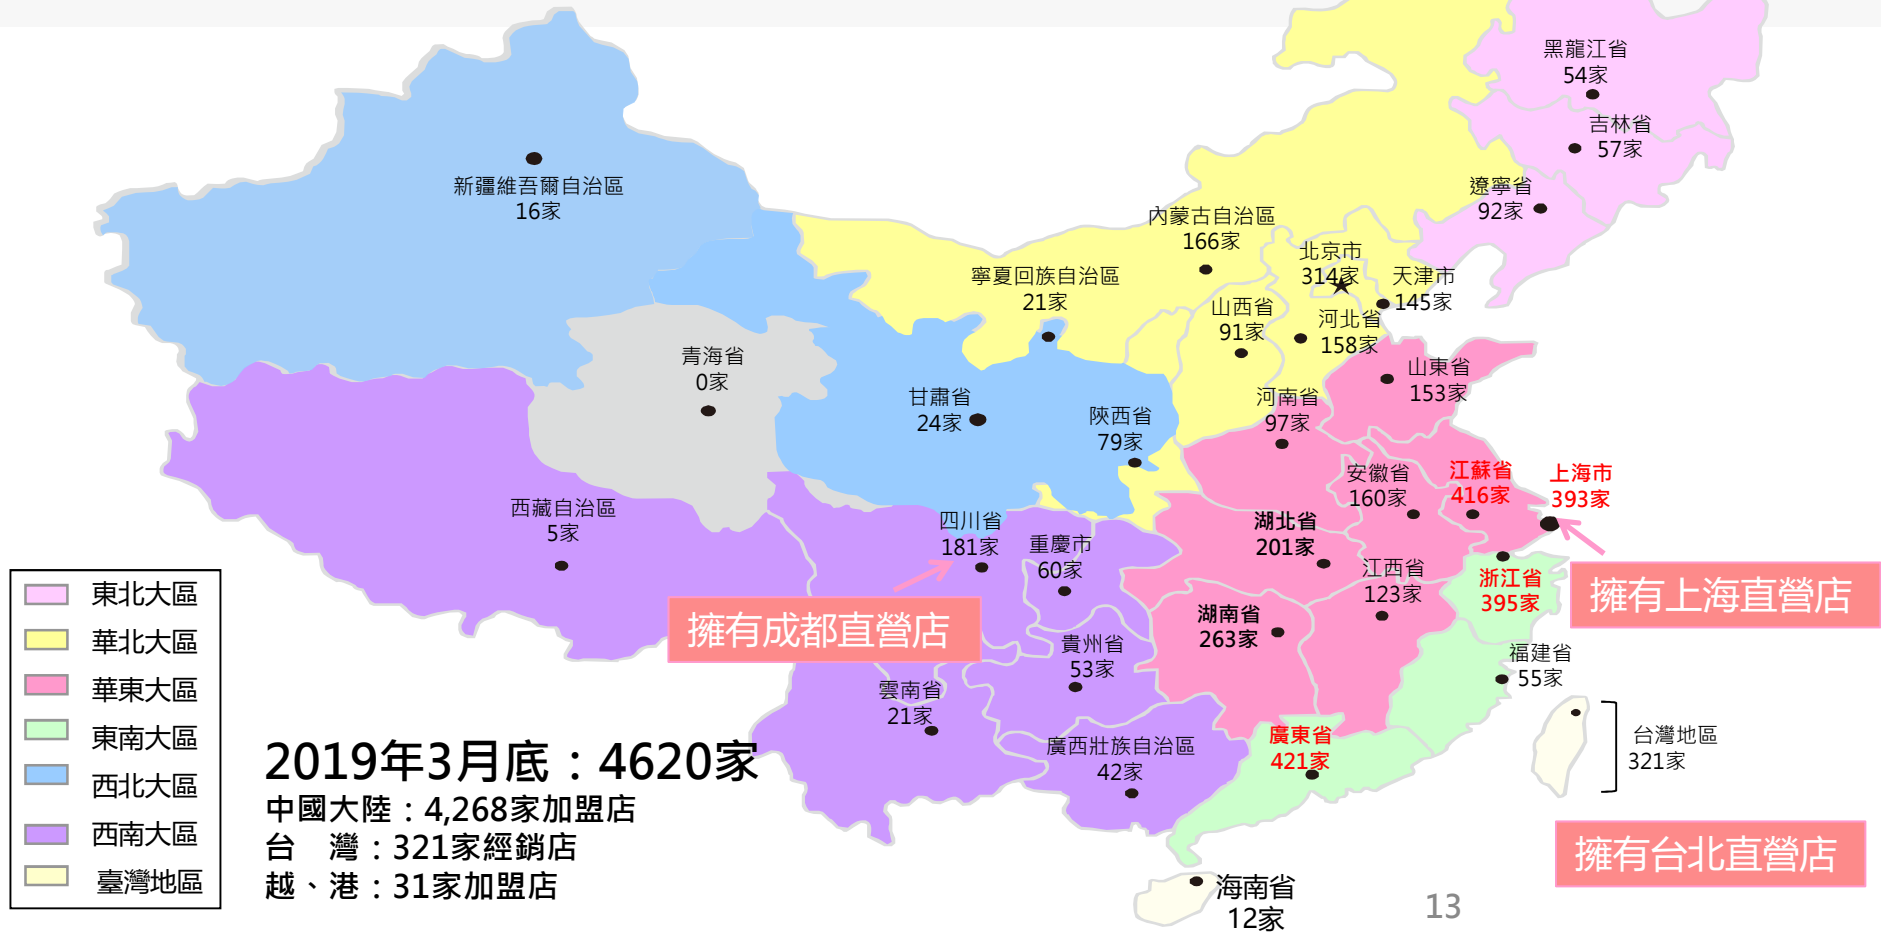 黑龍江省
54家
吉林省
57家
遼寧省
92家
新疆維吾爾自治區
16家
內蒙古自治區
166家
北京市
314家
天津市
145家
寧夏回族自治區
21家
山西省
91家
河北省
158家
青海省
0家
山東省
153家
甘肅省
24家
陝西省
79家
河南省
97家
安徽省
160家
江蘇省
416家
上海市
393家
西藏自治區
5家
四川省
181家
重慶市
60家
湖北省
201家
江西省
123家
浙江省
395家
擁有上海直營店
擁有成都直營店
湖南省
263家
貴州省
53家
福建省
55家
雲南省
21家
廣西壯族自治區
42家
廣東省
421家
台灣地區
321家
擁有台北直營店
海南省
12家
東北大區
華北大區
華東大區
東南大區
西北大區
西南大區
臺灣地區
2019年3月底：4620家
中國大陸：4,268家加盟店
台　灣：321家經銷店
越、港：31家加盟店
13